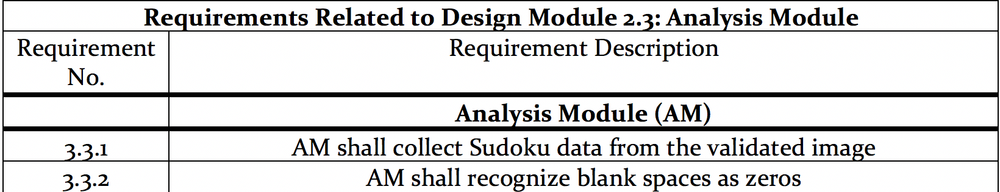 Requirements Related to Design Module 2.3: Analysis Module
Requirement No.
Requirement Description
Analysis Module (AM)
3.3.1 AM shall collect Sudoku data from the validated image
3.3.2 AM shall recognize blank spaces as zeros